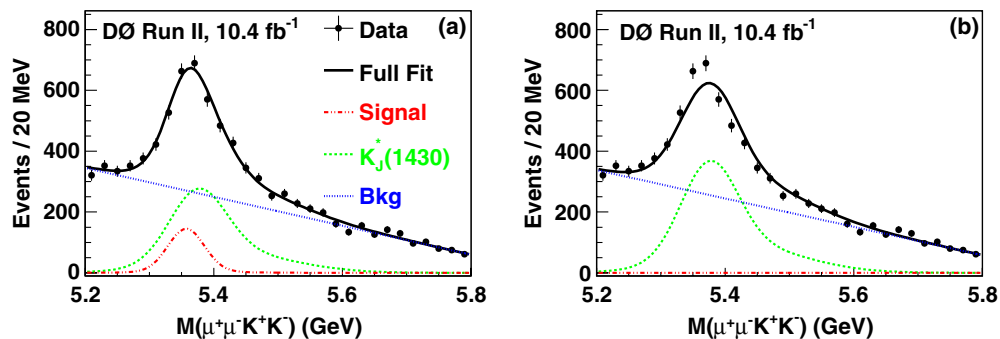 DØ Run II, 10.4 fb⁻¹
(a)
Data
Full Fit
Signal
K*J(1430)
Bkg
Events / 20 MeV
800
600
400
200
0
5.2 5.4 5.6 5.8
M(μ⁺μ⁻K⁺K⁻) (GeV)
DØ Run II, 10.4 fb⁻¹
(b)
Events / 20 MeV
800
600
400
200
0
5.2 5.4 5.6 5.8
M(μ⁺μ⁻K⁺K⁻) (GeV)